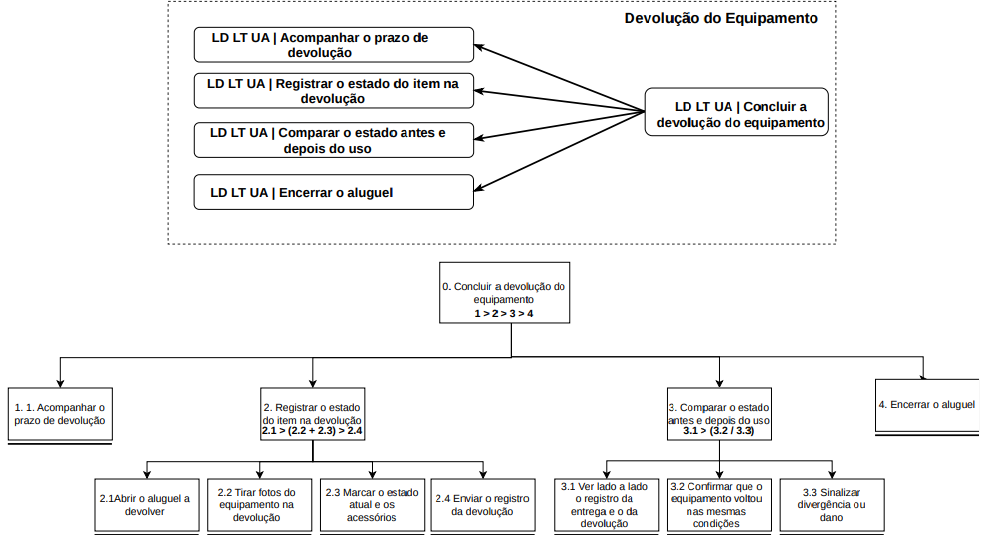 Devolução do Equipamento
LD LT UA | Acompanhar o prazo de
devolução
LD LT UA | Registrar o estado do item na
devolução
LD LT UA | Comparar o estado antes e
depois do uso
LD LT UA | Encerrar o aluguel
LD LT UA | Concluir a
devolução do equipamento
0. Concluir a devolução do
equipamento
1 > 2 > 3 > 4
1. 1. Acompanhar o
prazo de devolução
2. Registrar o estado
do item na devolução
2.1 > (2.2 + 2.3) > 2.4
3. Comparar o estado
antes e depois do uso
3.1 > (3.2 / 3.3)
4. Encerrar o aluguel
2.1Abrir o aluguel a
devolver
2.2 Tirar fotos do
equipamento na
devolução
2.3 Marcar o estado
atual e os
acessórios
2.4 Enviar o registro
da devolução
3.1 Ver lado a lado
o registro da
entrega e o da
devolução
3.2 Confirmar que o
equipamento voltou
nas mesmas
condições
3.3 Sinalizar
divergência ou
dano